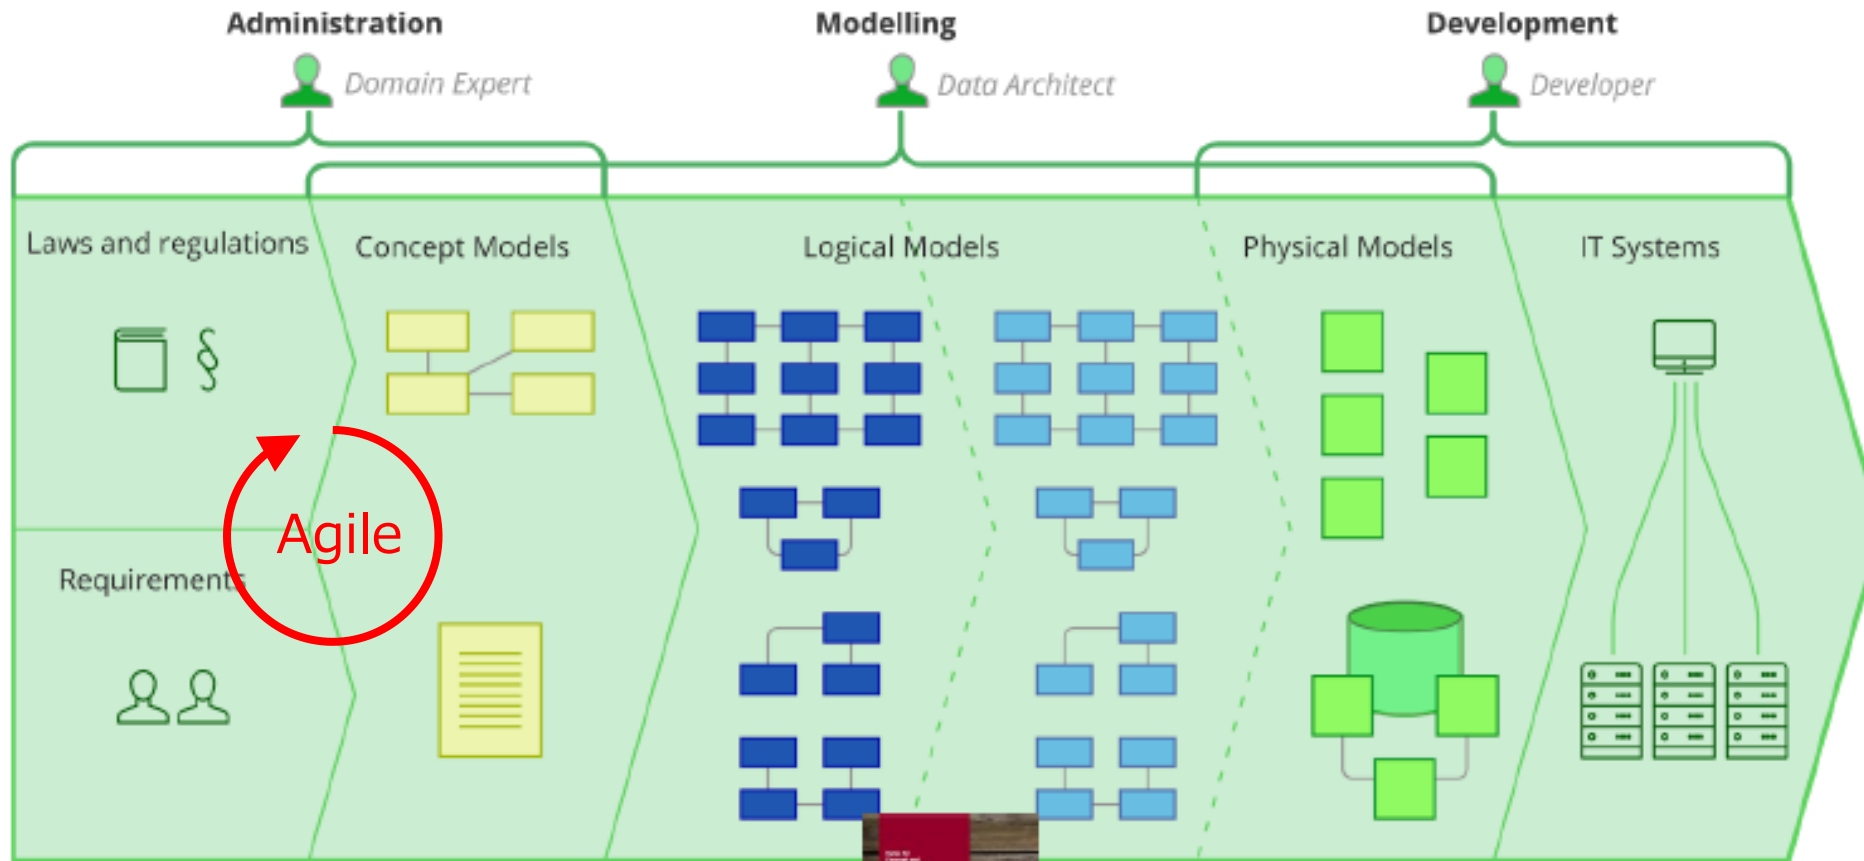 Administration
Modelling
Development
Domain Expert
Data Architect
Developer
Laws and regulations
Concept Models
Logical Models
Physical Models
IT Systems
§
Agile
Requirements